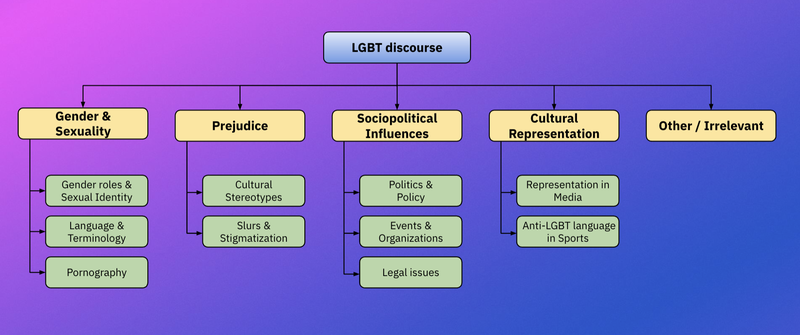 LGBT discourse
Gender &
Sexuality
Prejudice
Sociopolitical
Influences
Cultural
Representation
Other / Irrelevant
Gender roles &
Sexual Identity
Language &
Terminology
Pornography
Cultural
Stereotypes
Slurs &
Stigmatization
Politics &
Policy
Events &
Organizations
Legal issues
Representation in
Media
Anti-LGBT language
in Sports